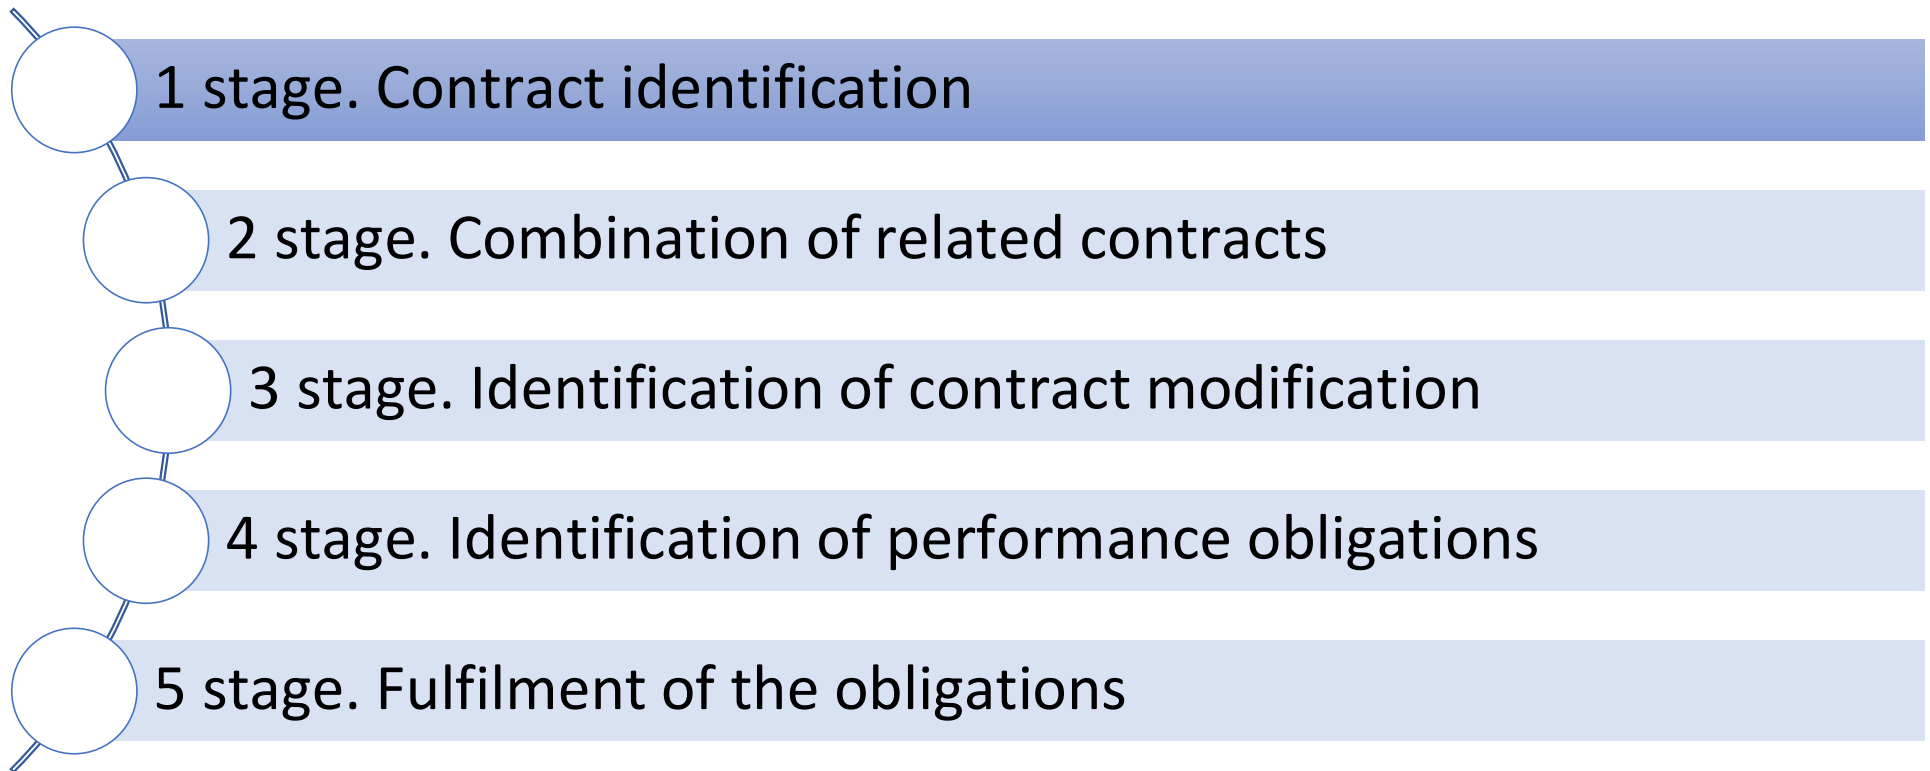 1 stage. Contract identification
2 stage. Combination of related contracts
3 stage. Identification of contract modification
4 stage. Identification of performance obligations
5 stage. Fulfilment of the obligations